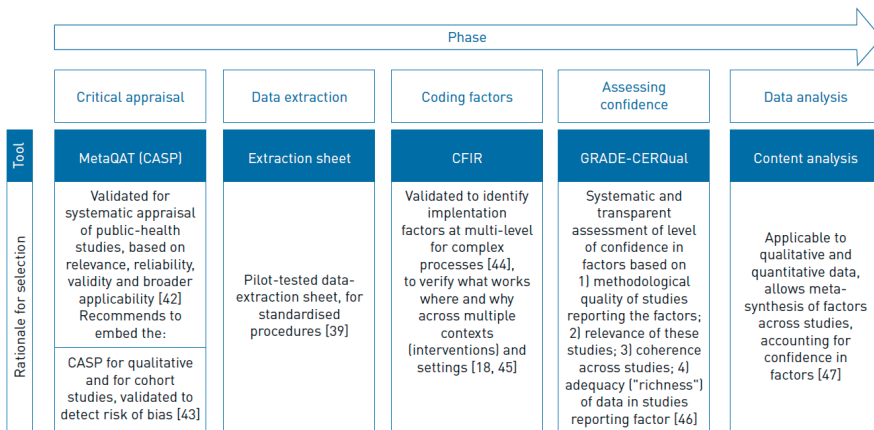 Phase
Critical appraisal
Data extraction
Coding factors
Assessing
confidence
Data analysis
Tool
MetaQAT (CASP)
Extraction sheet
CFIR
GRADE-CERQual
Content analysis
Rationale for selection
Validated for
systematic appraisal
of public-health
studies, based on
relevance, reliability,
validity and broader
applicability [42]
Recommends to
embed the:
CASP for qualitative
and for cohort
studies, validated to
detect risk of bias [43]
Pilot-tested data-
extraction sheet, for
standardised
procedures [39]
Validated to identify
implentation
factors at multi-level
for complex
processes [44],
to verify what works
where and why
across multiple
contexts
(interventions) and
settings [18, 45]
Systematic and
transparent
assessment of level
of confidence in
factors based on
1) methodological
quality of studies
reporting the factors;
2) relevance of these
studies; 3) coherence
across studies; 4)
adequacy ("richness")
of data in studies
reporting factor [46]
Applicable to
qualitative and
quantitative data,
allows meta-
synthesis of factors
across studies,
accounting for
confidence in
factors [47]